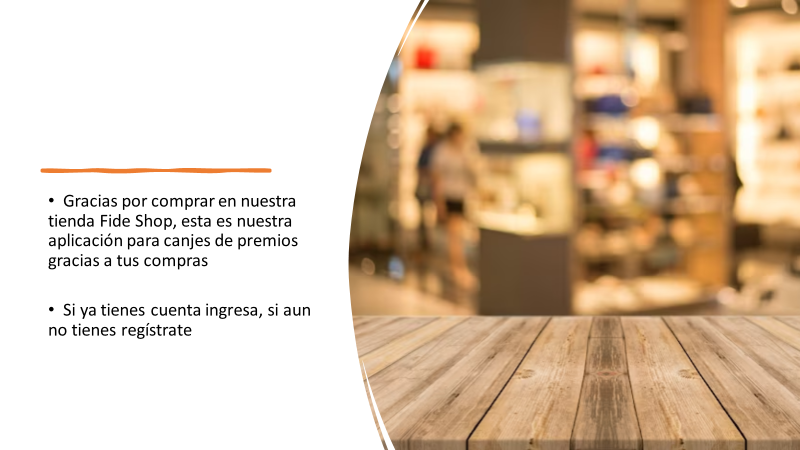 • Gracias por comprar en nuestra
tienda Fide Shop, esta es nuestra
aplicación para canjes de premios
gracias a tus compras
• Si ya tienes cuenta ingresa, si aun
no tienes regístrate